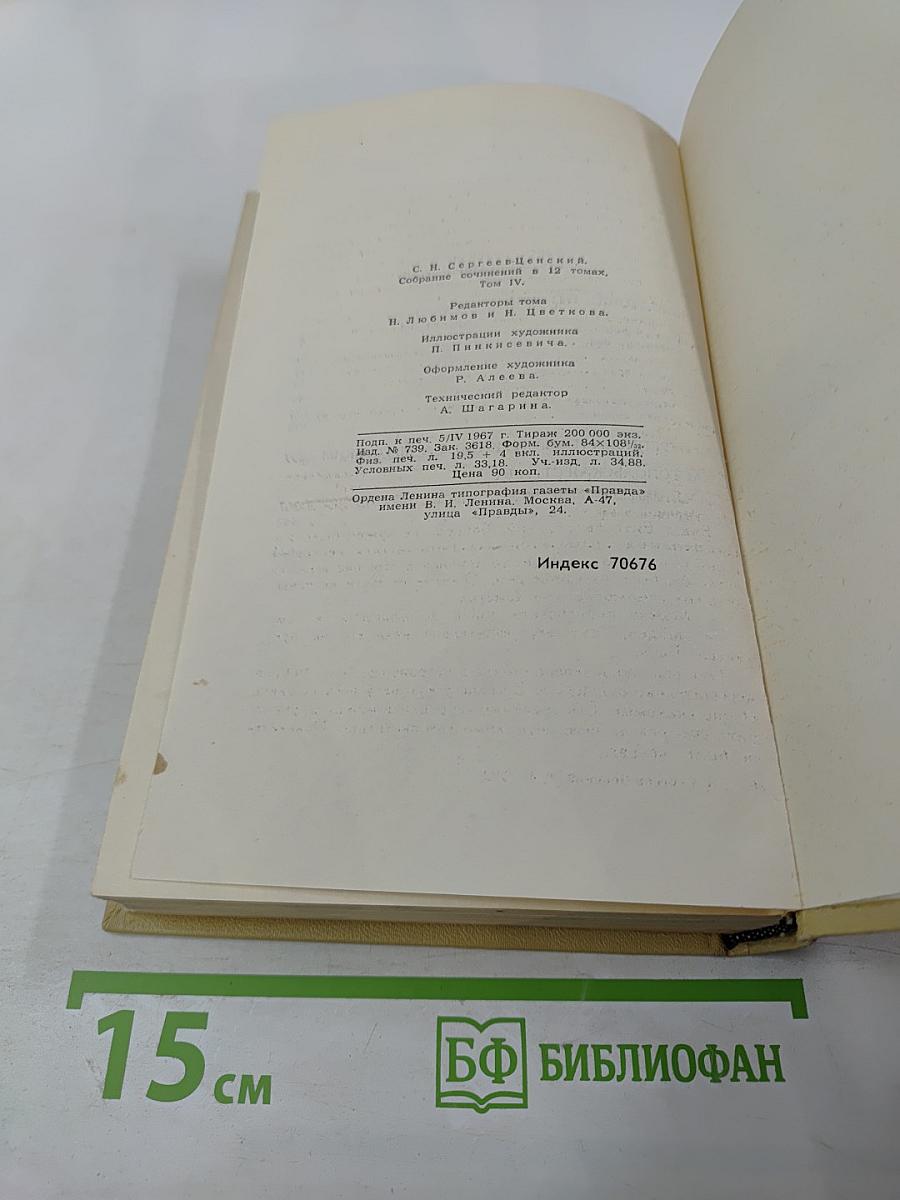 С. Н. Сергеев-Ценский.
Собрание сочинений в 12 томах.
Том IV.
Редакторы тома
Н. Любимов и Н. Цветкова.
Иллюстрации художника
П. Пинкисевича.
Оформление художника
Р. Алеева.
Технический редактор
А. Шагарина.
Подп. к печ. 5/IV 1967 г. Тираж 200 000 экз.
Изд. № 739. Зак. 3618. Форм. бум. 84×108¹/₃₂.
Физ. печ. л. 19,5 + 4 вкл. иллюстраций.
Условных печ. л. 33,18. Уч.-изд. л. 34,88.
Цена 90 коп.
Ордена Ленина типография газеты «Правда»
имени В. И. Ленина. Москва, А-47,
улица «Правды», 24.
Индекс 70676
15 см
БФ БИБЛИОФАН